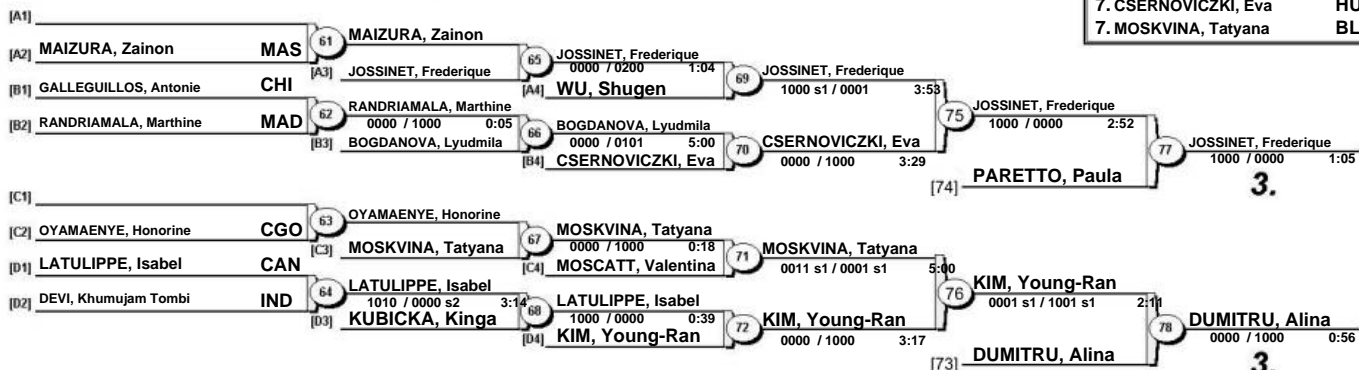 7. CSERNOVICZKI, Eva HU
7. MOSKVINA, Tatyana BL
[A1]
[A2] MAIZURA, Zainon MAS
61
MAIZURA, Zainon
[A3] JOSSINET, Frederique
65
JOSSINET, Frederique
0000 / 0200 1:04
[A4] WU, Shugen
69
JOSSINET, Frederique
1000 s1 / 0001 3:53
[B1] GALLEGUILLOS, Antonie CHI
[B2] RANDRIAMALA, Marthine MAD
62
RANDRIAMALA, Marthine
0000 / 1000 0:05
[B3] BOGDANOVA, Lyudmila
66
BOGDANOVA, Lyudmila
0000 / 0101 5:00
[B4] CSERNOVICZKI, Eva
70
CSERNOVICZKI, Eva
0000 / 1000 3:29
75
JOSSINET, Frederique
1000 / 0000 2:52
[74] PARETTO, Paula
77
JOSSINET, Frederique
1000 / 0000 1:05
3.
[C1]
[C2] OYAMAENYE, Honorine CGO
63
OYAMAENYE, Honorine
[C3] MOSKVINA, Tatyana
67
MOSKVINA, Tatyana
0000 / 1000 0:18
[C4] MOSCATT, Valentina
71
MOSKVINA, Tatyana
0011 s1 / 0001 s1 5:00
[D1] LATULIPPE, Isabel CAN
[D2] DEVI, Khumujam Tombi IND
64
LATULIPPE, Isabel
1010 / 0000 s2 3:14
[D3] KUBICKA, Kinga
68
LATULIPPE, Isabel
1000 / 0000 0:39
[D4] KIM, Young-Ran
72
KIM, Young-Ran
0000 / 1000 3:17
76
KIM, Young-Ran
0001 s1 / 1001 s1 2:11
[73] DUMITRU, Alina
78
DUMITRU, Alina
0000 / 1000 0:56
3.